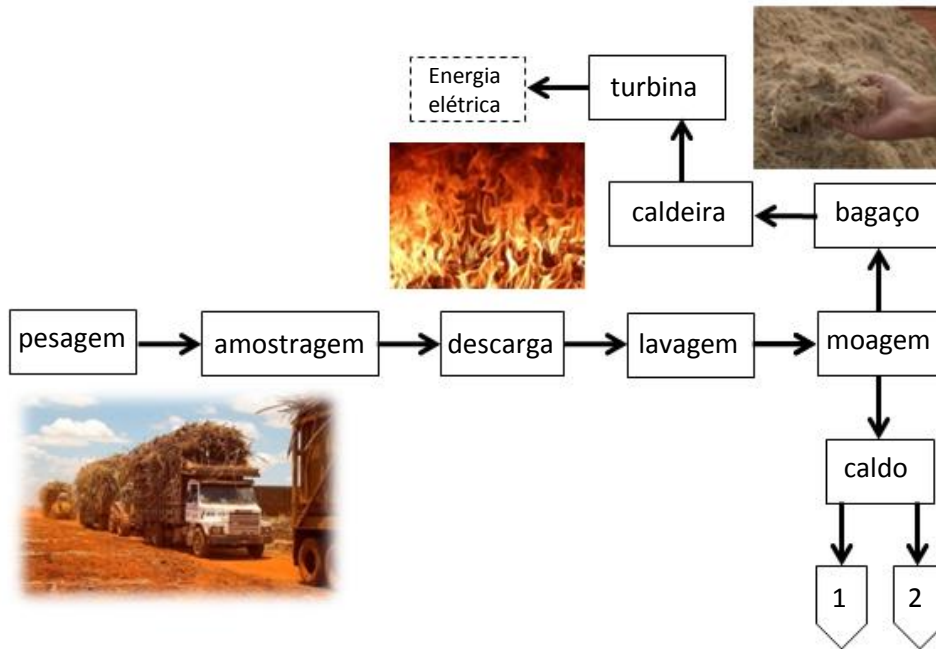 Energia
elétrica
turbina
caldeira
bagaço
pesagem
amostragem
descarga
lavagem
moagem
caldo
1
2